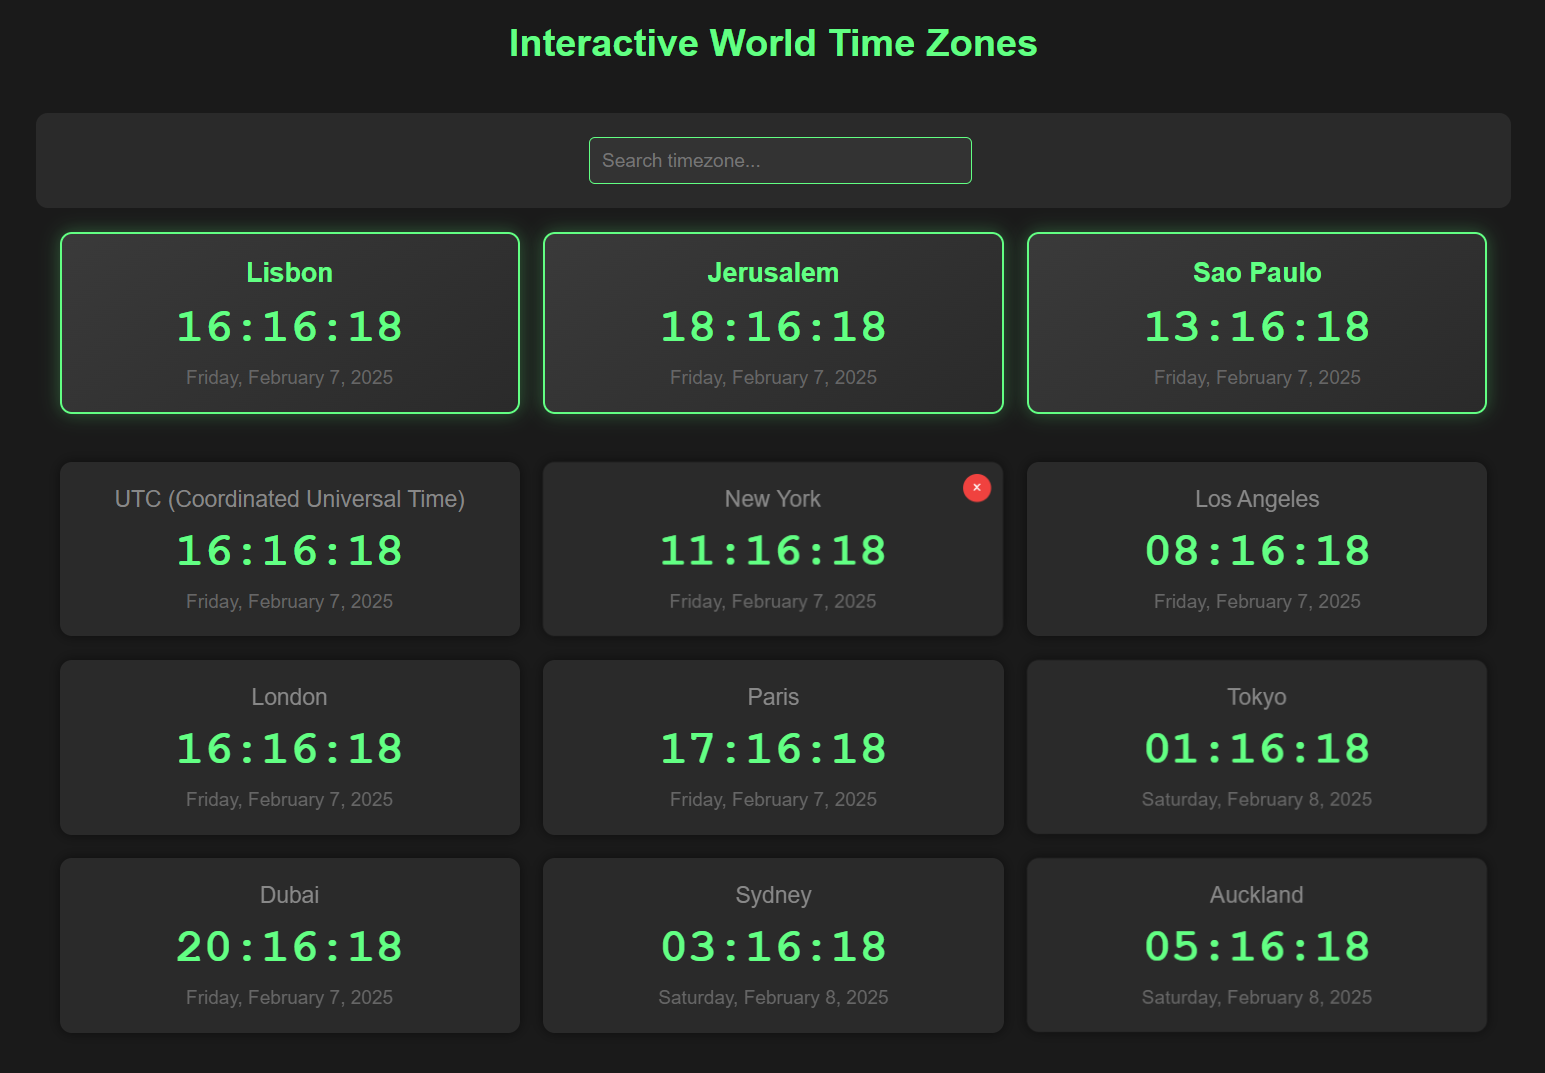 Interactive World Time Zones
Search timezone...
Lisbon
16:16:18
Friday, February 7, 2025
Jerusalem
18:16:18
Friday, February 7, 2025
Sao Paulo
13:16:18
Friday, February 7, 2025
UTC (Coordinated Universal Time)
16:16:18
Friday, February 7, 2025
×
New York
11:16:18
Friday, February 7, 2025
Los Angeles
08:16:18
Friday, February 7, 2025
London
16:16:18
Friday, February 7, 2025
Paris
17:16:18
Friday, February 7, 2025
Tokyo
01:16:18
Saturday, February 8, 2025
Dubai
20:16:18
Friday, February 7, 2025
Sydney
03:16:18
Saturday, February 8, 2025
Auckland
05:16:18
Saturday, February 8, 2025